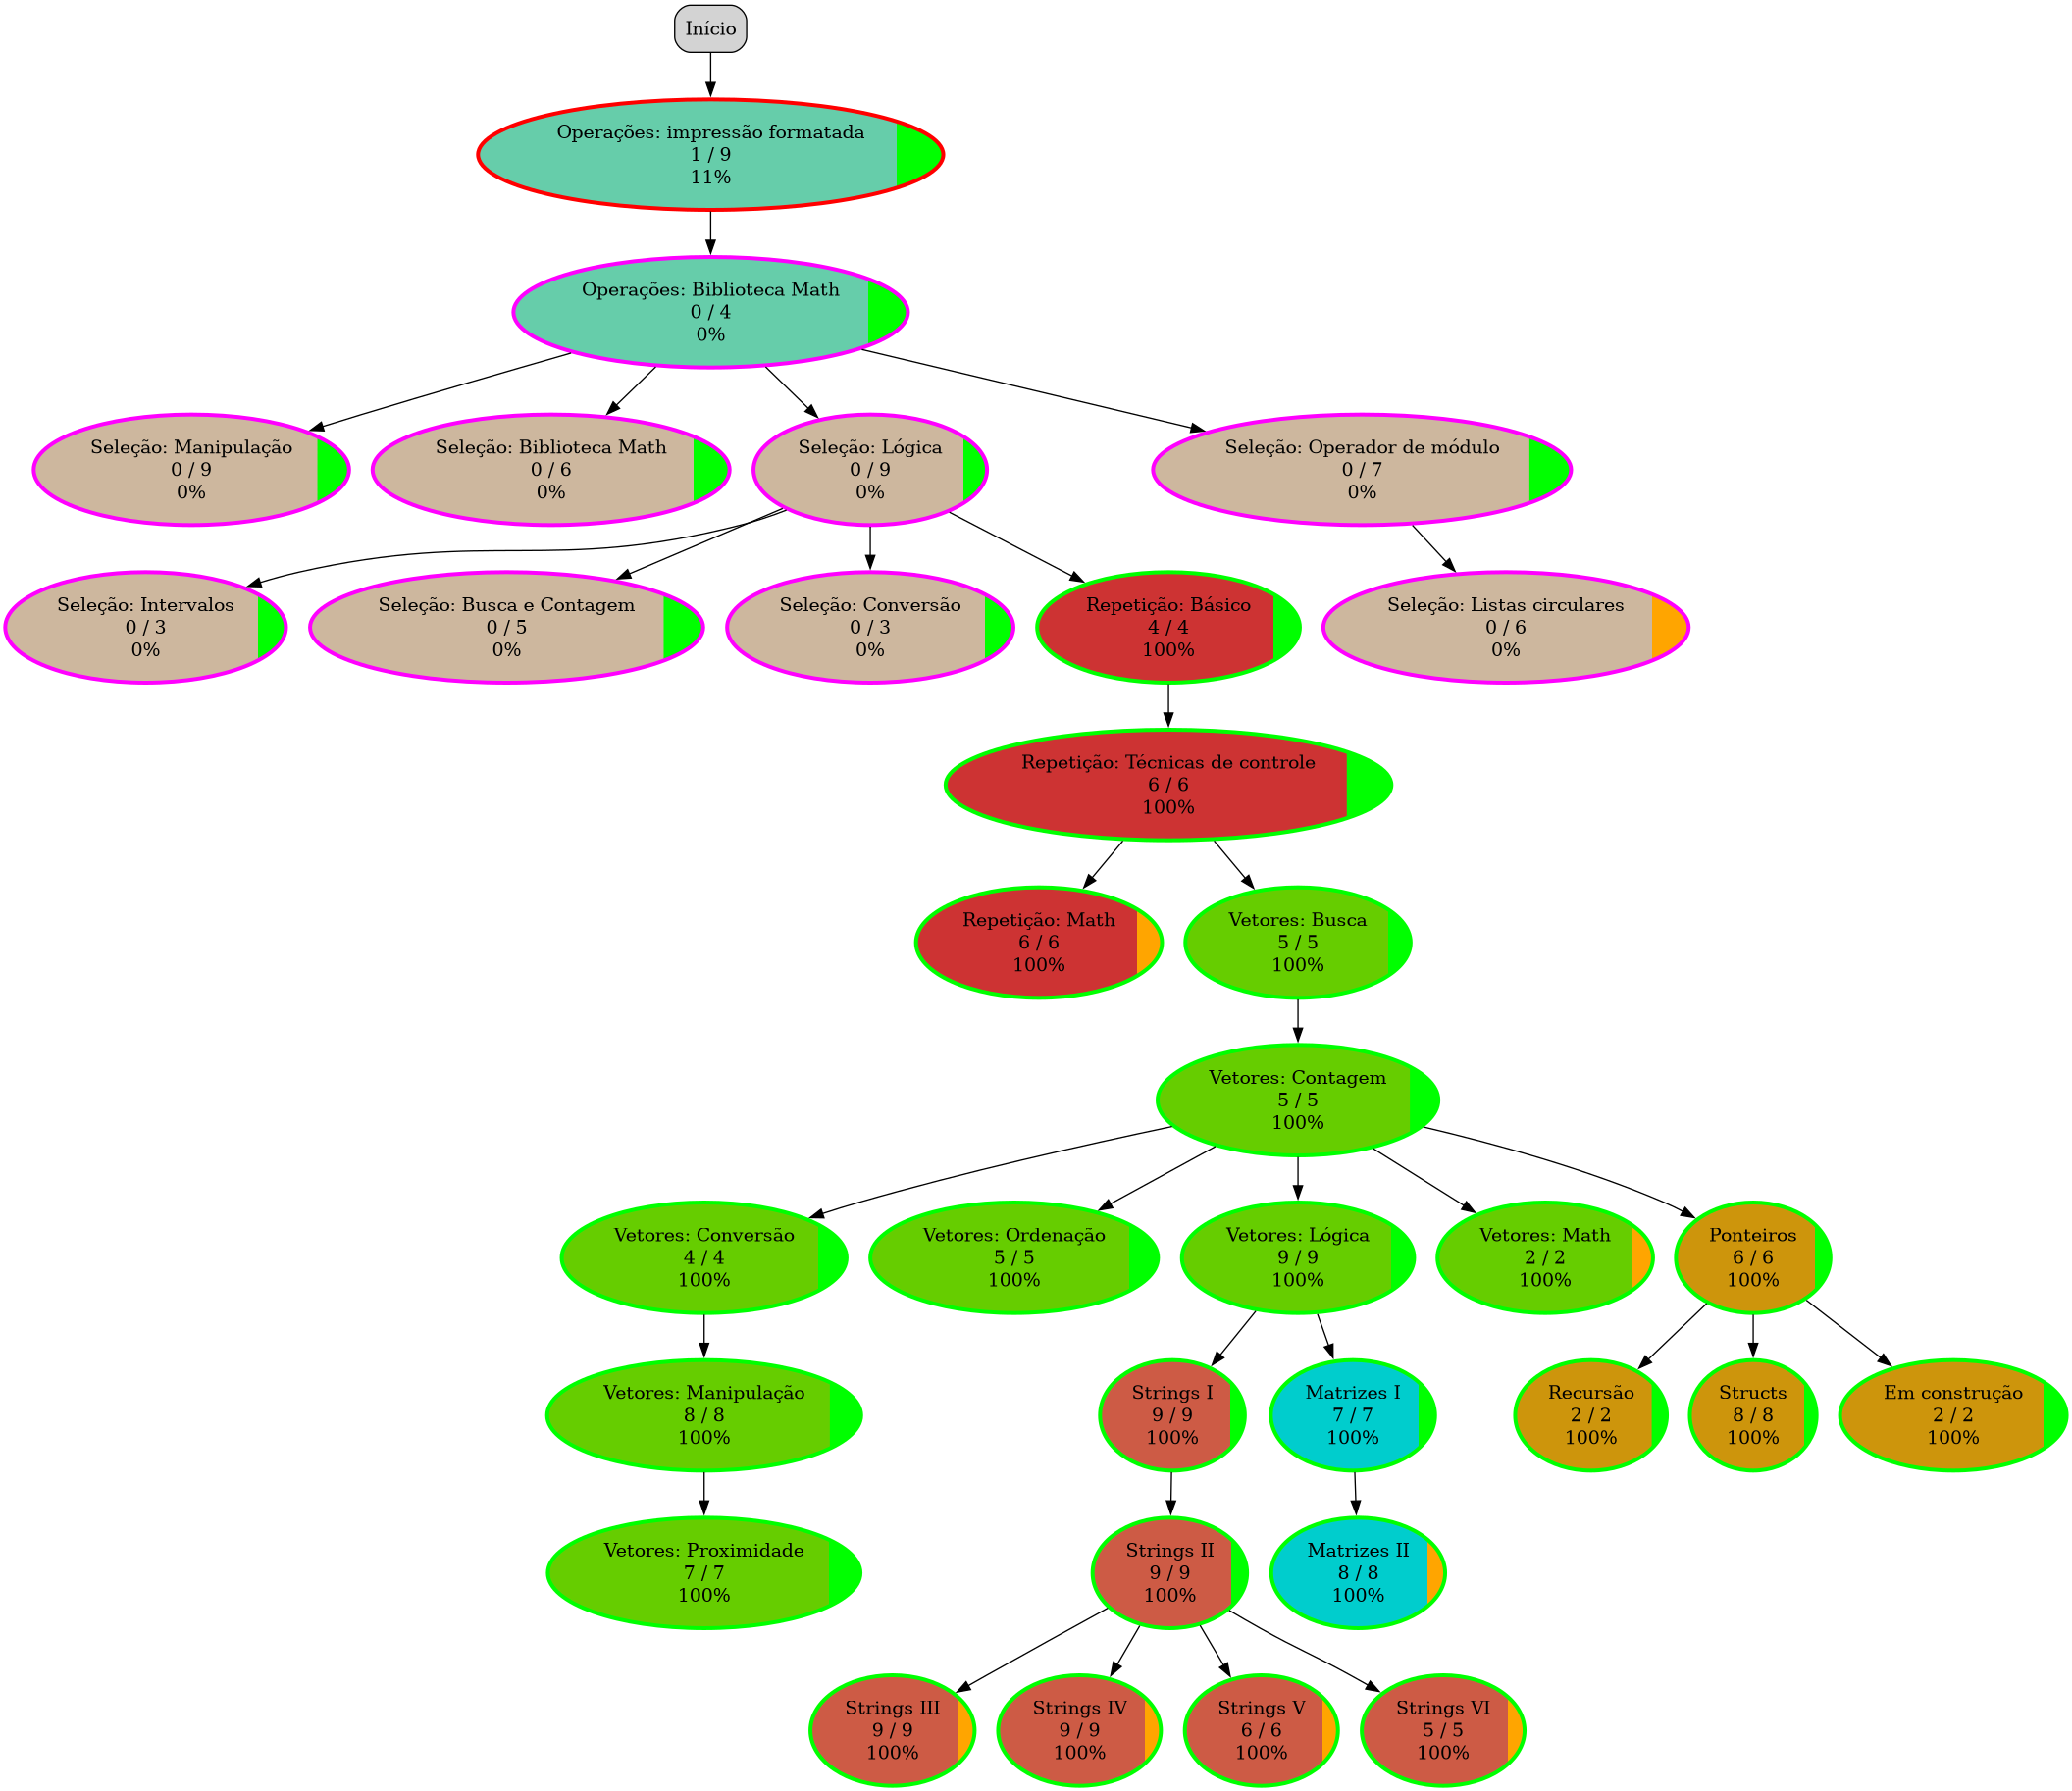 Início
Operações: impressão formatada
1 / 9
11%
Operações: Biblioteca Math
0 / 4
0%
Seleção: Manipulação
0 / 9
0%
Seleção: Biblioteca Math
0 / 6
0%
Seleção: Lógica
0 / 9
0%
Seleção: Operador de módulo
0 / 7
0%
Seleção: Intervalos
0 / 3
0%
Seleção: Busca e Contagem
0 / 5
0%
Seleção: Conversão
0 / 3
0%
Repetição: Básico
4 / 4
100%
Seleção: Listas circulares
0 / 6
0%
Repetição: Técnicas de controle
6 / 6
100%
Repetição: Math
6 / 6
100%
Vetores: Busca
5 / 5
100%
Vetores: Contagem
5 / 5
100%
Vetores: Conversão
4 / 4
100%
Vetores: Ordenação
5 / 5
100%
Vetores: Lógica
9 / 9
100%
Vetores: Math
2 / 2
100%
Ponteiros
6 / 6
100%
Vetores: Manipulação
8 / 8
100%
Strings I
9 / 9
100%
Matrizes I
7 / 7
100%
Recursão
2 / 2
100%
Structs
8 / 8
100%
Em construção
2 / 2
100%
Vetores: Proximidade
7 / 7
100%
Strings II
9 / 9
100%
Matrizes II
8 / 8
100%
Strings III
9 / 9
100%
Strings IV
9 / 9
100%
Strings V
6 / 6
100%
Strings VI
5 / 5
100%